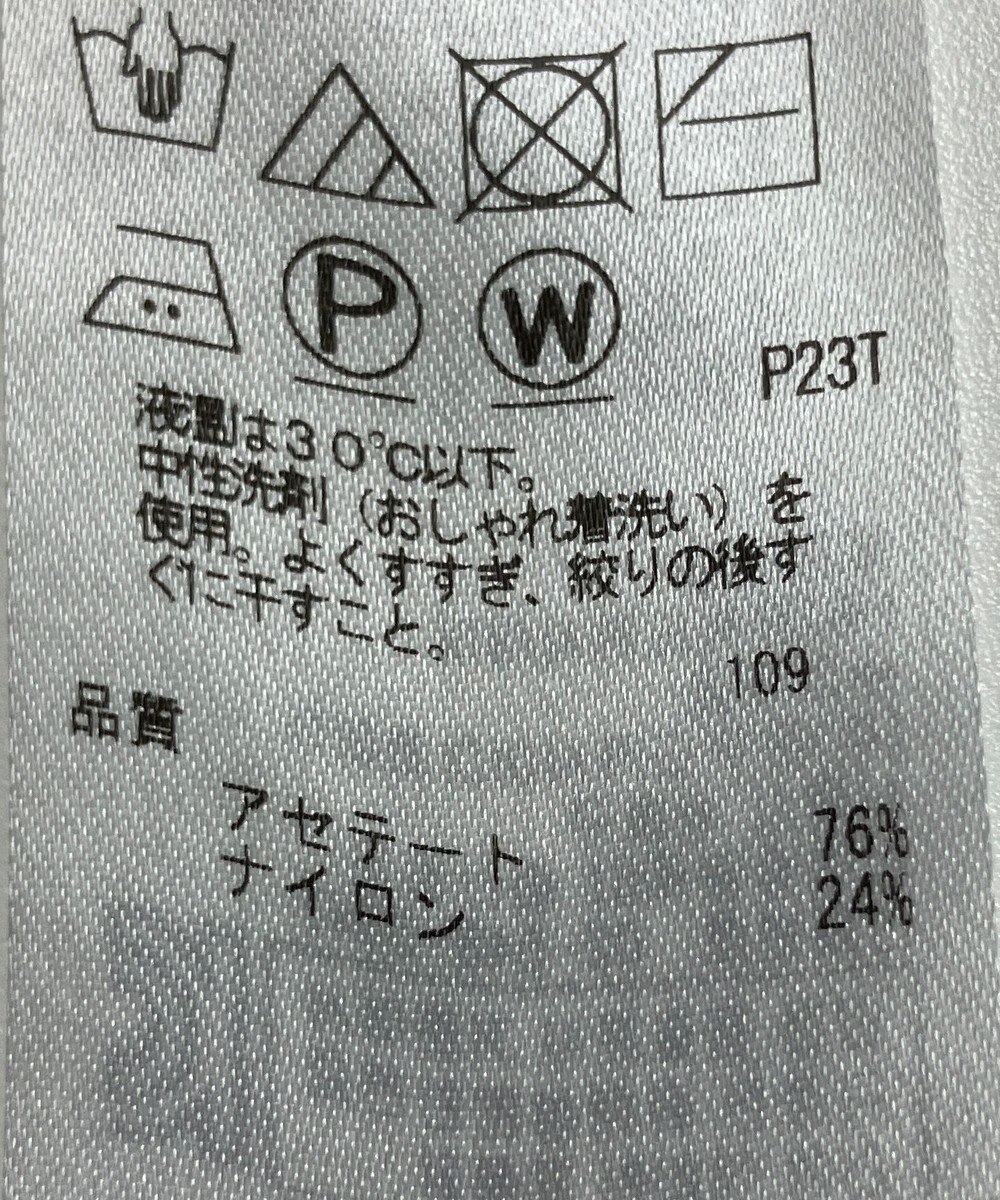 P
W
P23T
液温は30℃以下。
中性洗剤（おしゃれ着洗い）を
使用。よくすすぎ、絞りの後す
ぐに干すこと。
109
品質
アセテート 76%
ナイロン 24%